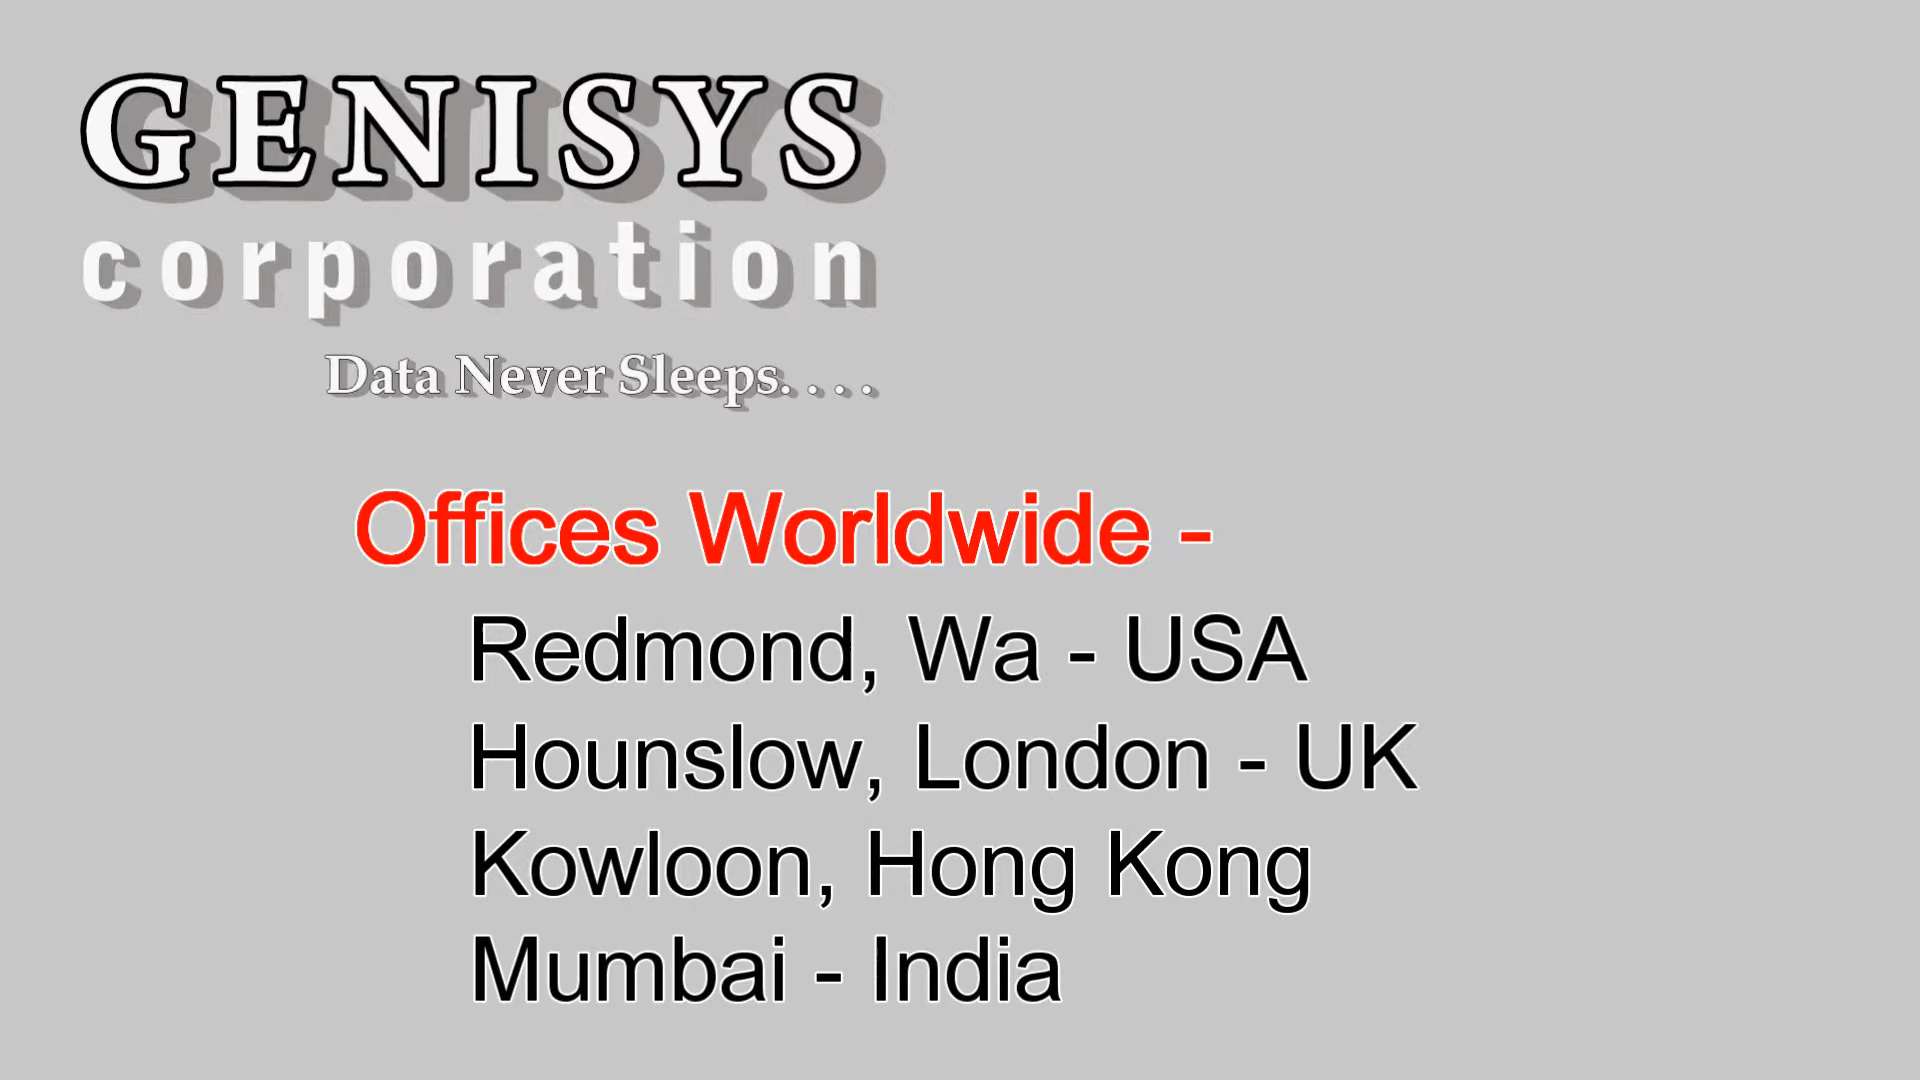 GENISYS
corporation
Data Never Sleeps. . . .
Offices Worldwide -
Redmond, Wa - USA
Hounslow, London - UK
Kowloon, Hong Kong
Mumbai - India